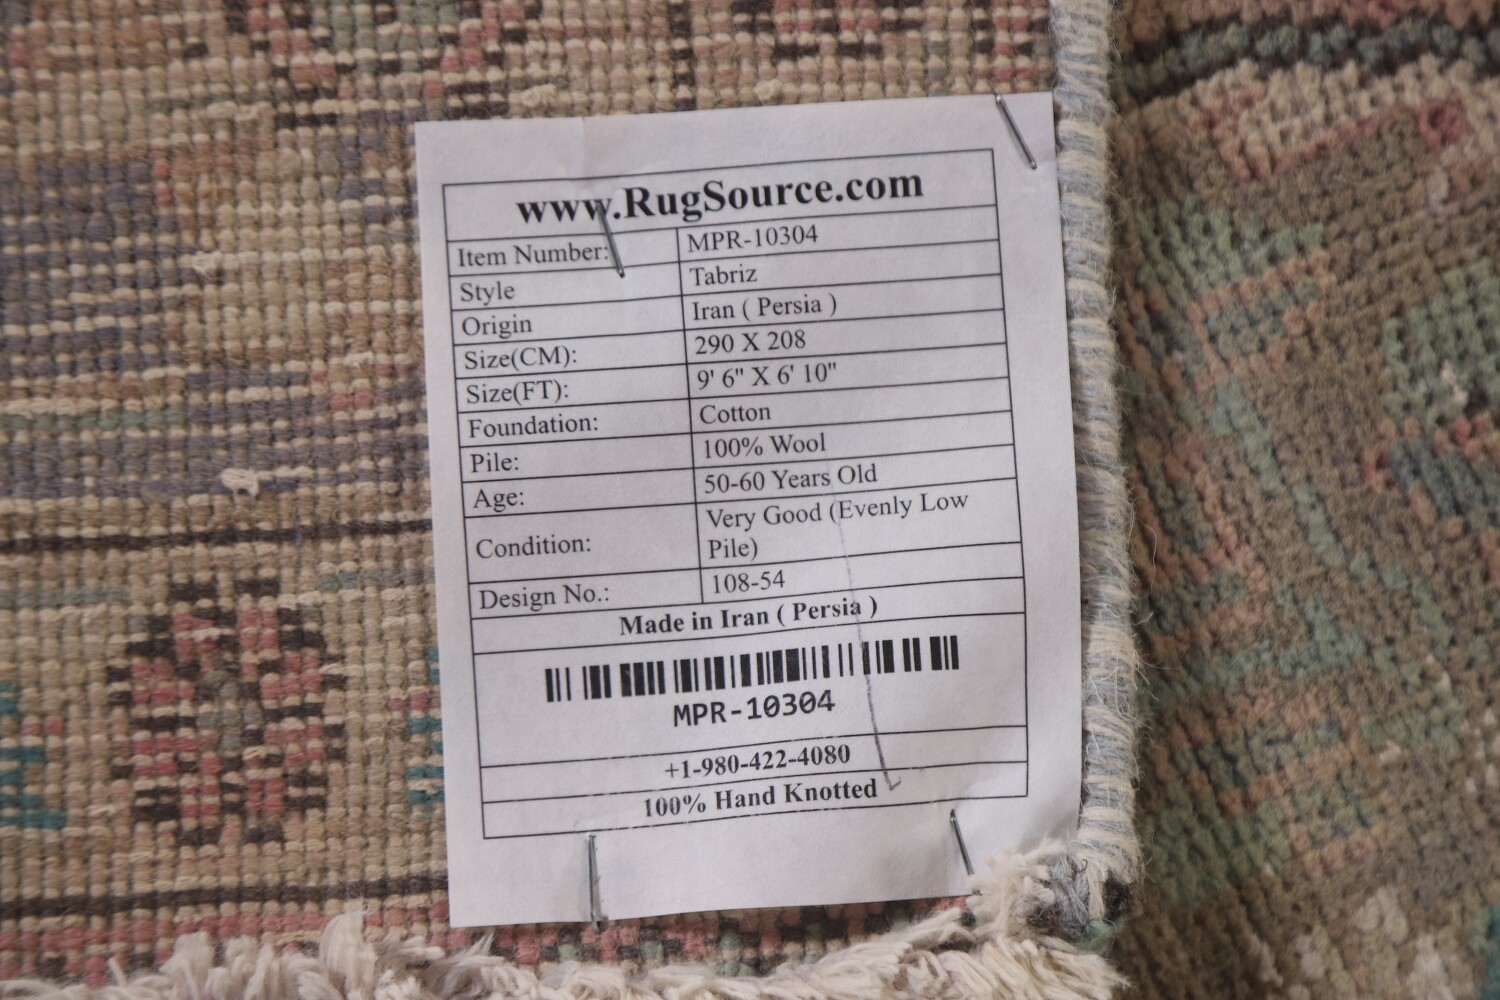 www.RugSource.com
Item Number: MPR-10304
Style Tabriz
Origin Iran ( Persia )
Size(CM): 290 X 208
Size(FT): 9' 6" X 6' 10"
Foundation: Cotton
Pile: 100% Wool
Age: 50-60 Years Old
Condition: Very Good (Evenly Low
Pile)
Design No.: 108-54
Made in Iran ( Persia )
MPR-10304
+1-980-422-4080
100% Hand Knotted